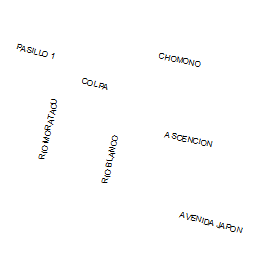 PASILLO 1
CHOMONO
COLPA
RIO MORATACU
RIO BLANCO
ASCENCION
AVENIDA JAPON